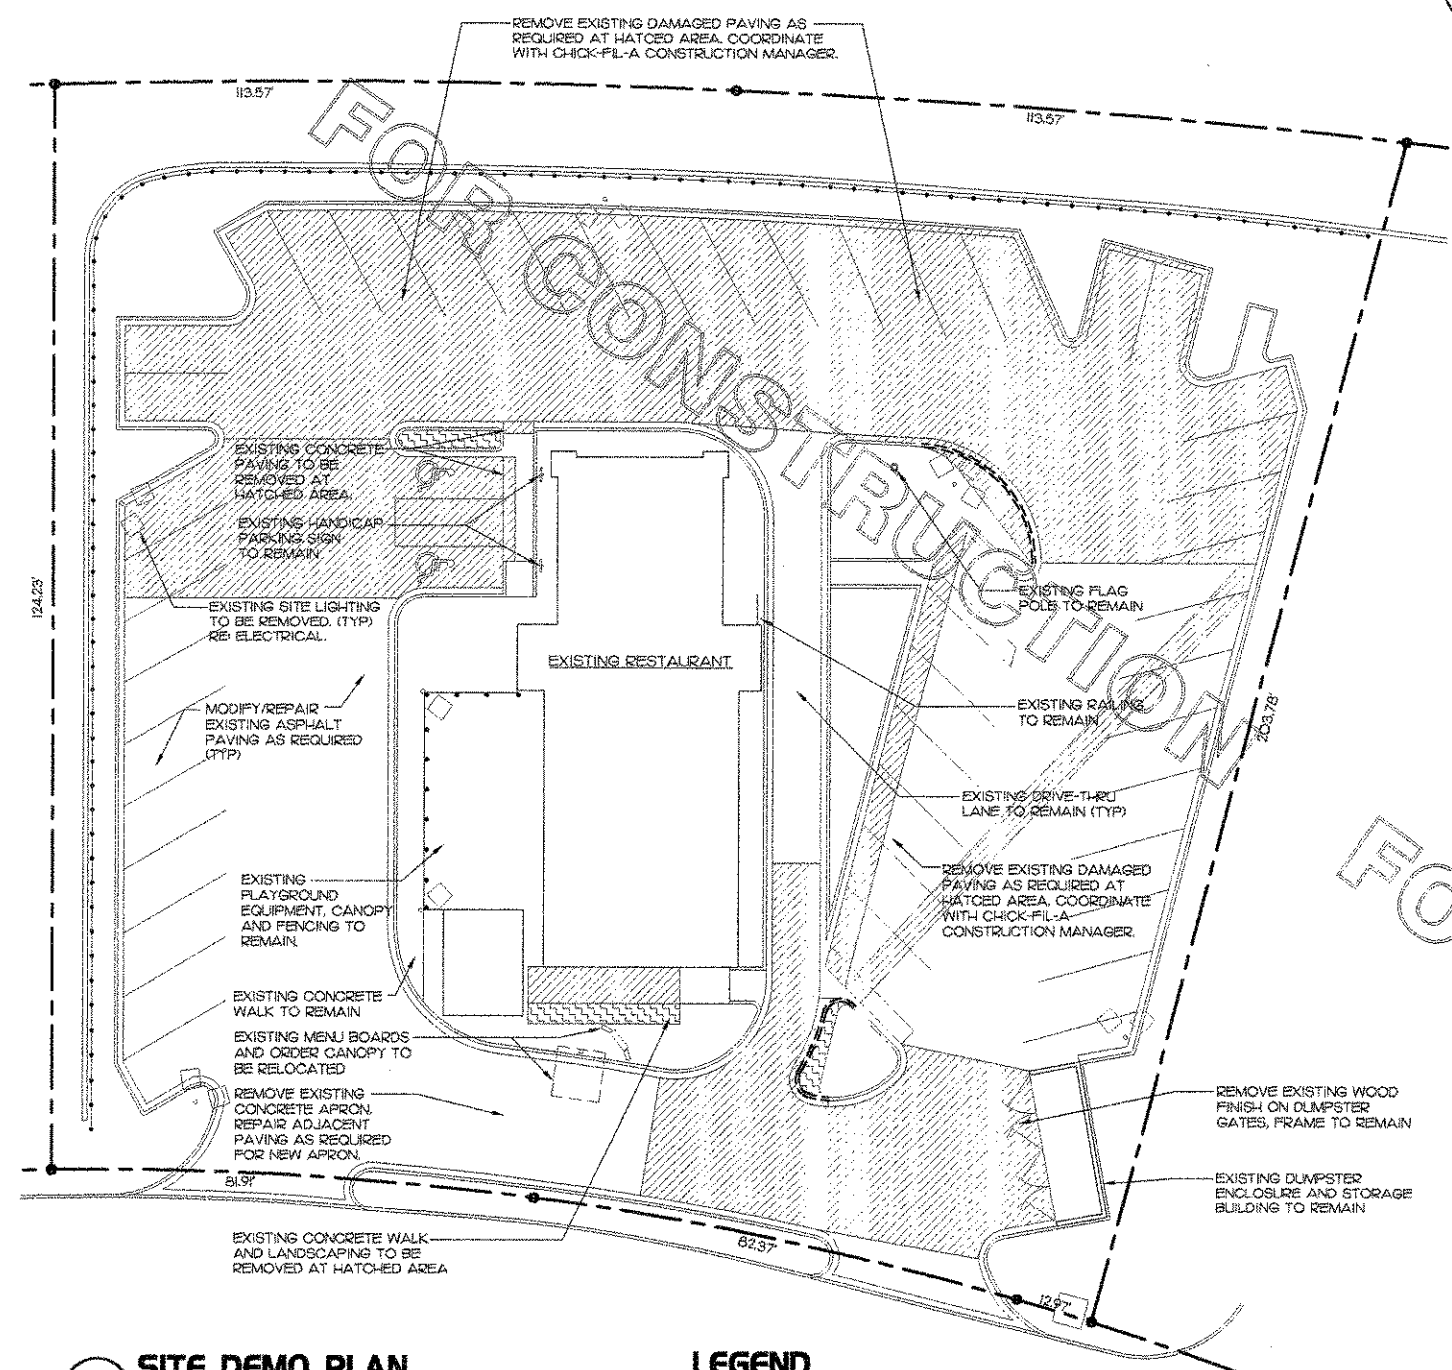 REMOVE EXISTING DAMAGED PAVING AS
REQUIRED AT HATCED AREA. COORDINATE
WITH CHICK-FIL-A CONSTRUCTION MANAGER.
113.57'
113.57'
FOR CONSTRUCTION
EXISTING CONCRETE
PAVING TO BE
REMOVED AT
HATCHED AREA.
EXISTING HANDICAP
PARKING SIGN
TO REMAIN
124.23'
EXISTING SITE LIGHTING
TO BE REMOVED. (TYP)
RE: ELECTRICAL.
EXISTING FLAG
POLE TO REMAIN
EXISTING RESTAURANT
MODIFY/REPAIR
EXISTING ASPHALT
PAVING AS REQUIRED
(TYP)
EXISTING RAILING
TO REMAIN
203.78'
EXISTING DRIVE-THRU
LANE TO REMAIN (TYP)
REMOVE EXISTING DAMAGED
PAVING AS REQUIRED AT
HATCED AREA, COORDINATE
WITH CHICK-FIL-A
CONSTRUCTION MANAGER.
FO
EXISTING
PLAYGROUND
EQUIPMENT, CANOPY
AND FENCING TO
REMAIN.
EXISTING CONCRETE
WALK TO REMAIN
EXISTING MENU BOARDS
AND ORDER CANOPY TO
BE RELOCATED
REMOVE EXISTING
CONCRETE APRON.
REPAIR ADJACENT
PAVING AS REQUIRED
FOR NEW APRON.
REMOVE EXISTING WOOD
FINISH ON DUMPSTER
GATES, FRAME TO REMAIN
EXISTING DUMPSTER
ENCLOSURE AND STORAGE
BUILDING TO REMAIN
81.91'
82.37'
12.97'
EXISTING CONCRETE WALK
AND LANDSCAPING TO BE
REMOVED AT HATCHED AREA
SITE DEMO PLAN
LEGEND